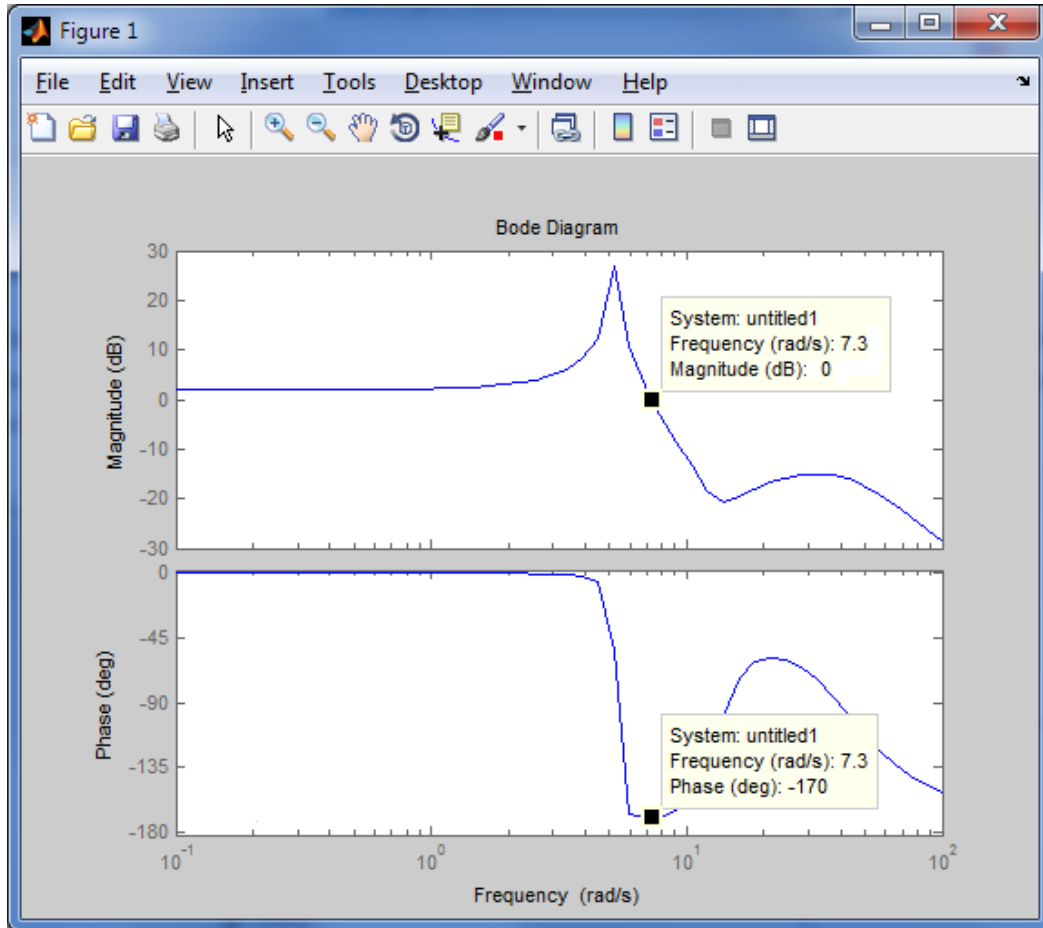 Figure 1
File Edit View Insert Tools Desktop Window Help
Bode Diagram
Magnitude (dB)
30
20
10
0
-10
-20
-30
System: untitled1
Frequency (rad/s): 7.3
Magnitude (dB): 0
Phase (deg)
0
-45
-90
-135
-180
System: untitled1
Frequency (rad/s): 7.3
Phase (deg): -170
10^-1 10^0 10^1 10^2
Frequency (rad/s)